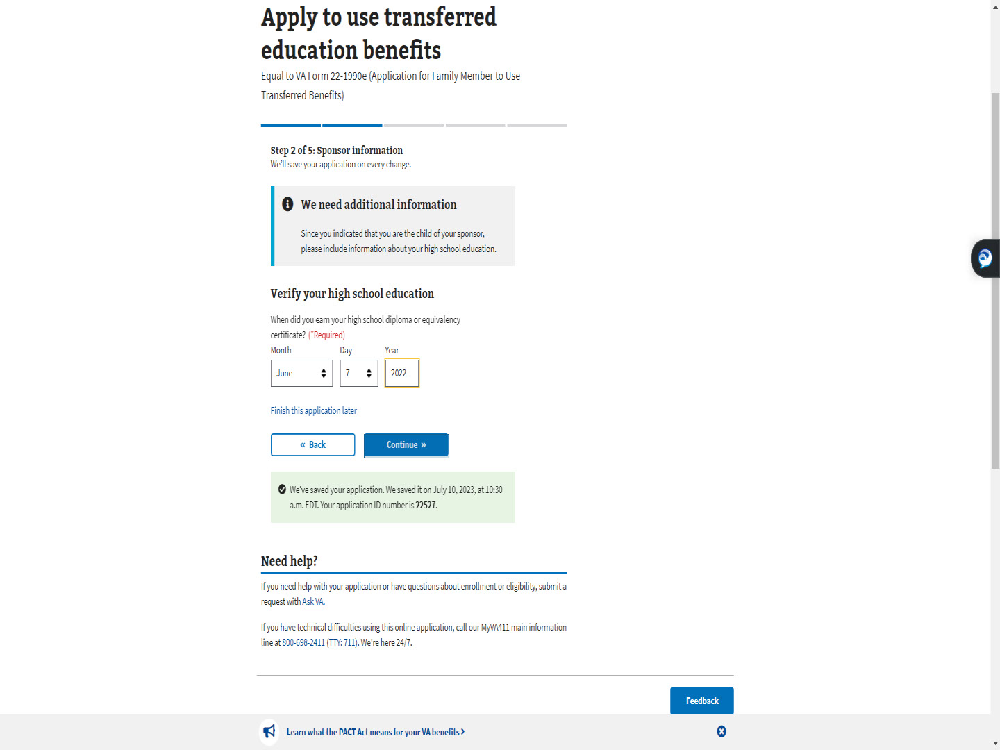 Apply to use transferred
education benefits
Equal to VA Form 22-1990e (Application for Family Member to Use
Transferred Benefits)
Step 2 of 5: Sponsor information
We'll save your application on every change.
We need additional information
Since you indicated that you are the child of your sponsor,
please include information about your high school education.
Verify your high school education
When did you earn your high school diploma or equivalency
certificate? (*Required)
Month Day Year
June 7 2022
Finish this application later
« Back Continue »
We've saved your application. We saved it on July 10, 2023, at 10:30
a.m. EDT. Your application ID number is 22527.
Need help?
If you need help with your application or have questions about enrollment or eligibility, submit a
request with Ask VA.
If you have technical difficulties using this online application, call our MyVA411 main information
line at 800-698-2411 (TTY: 711). We're here 24/7.
Feedback
Learn what the PACT Act means for your VA benefits